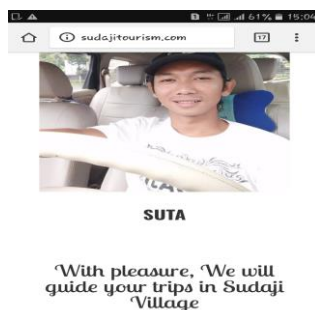 61% 15:04
sudajitourism.com 17
SUTA
With pleasure, We will
guide your trips in Sudaji
Village